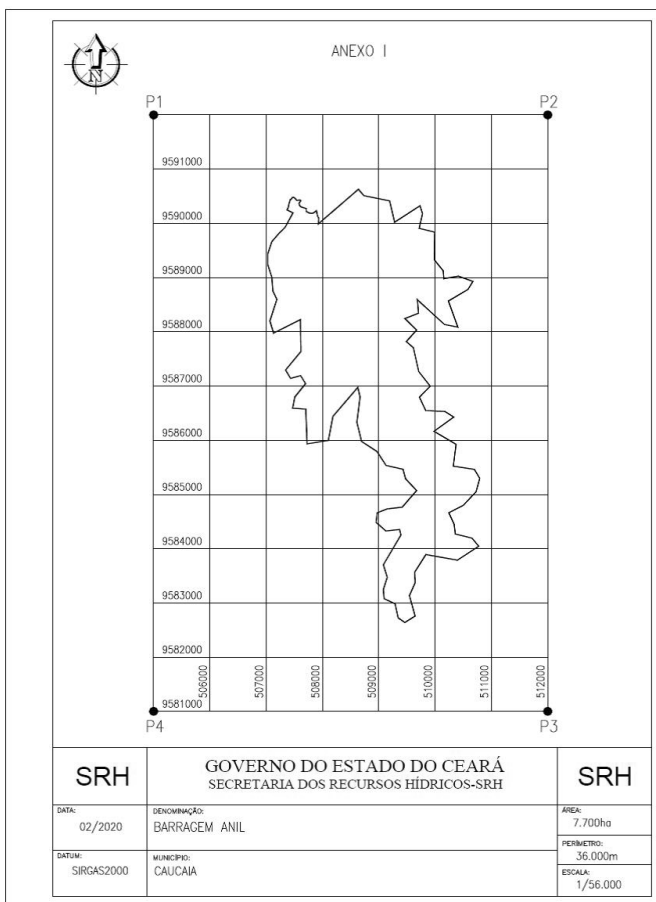 ANEXO I
N
P1
P2
9591000
9590000
9589000
9588000
9587000
9586000
9585000
9584000
9583000
9582000
9581000
506000
507000
508000
509000
510000
511000
512000
P4
P3
SRH
GOVERNO DO ESTADO DO CEARÁ
SECRETARIA DOS RECURSOS HÍDRICOS-SRH
SRH
DATA:
02/2020
DENOMINAÇÃO:
BARRAGEM ANIL
ÁREA:
7.700ha
PERÍMETRO:
36.000m
DATUM:
SIRGAS2000
MUNICÍPIO:
CAUCAIA
ESCALA:
1/56.000